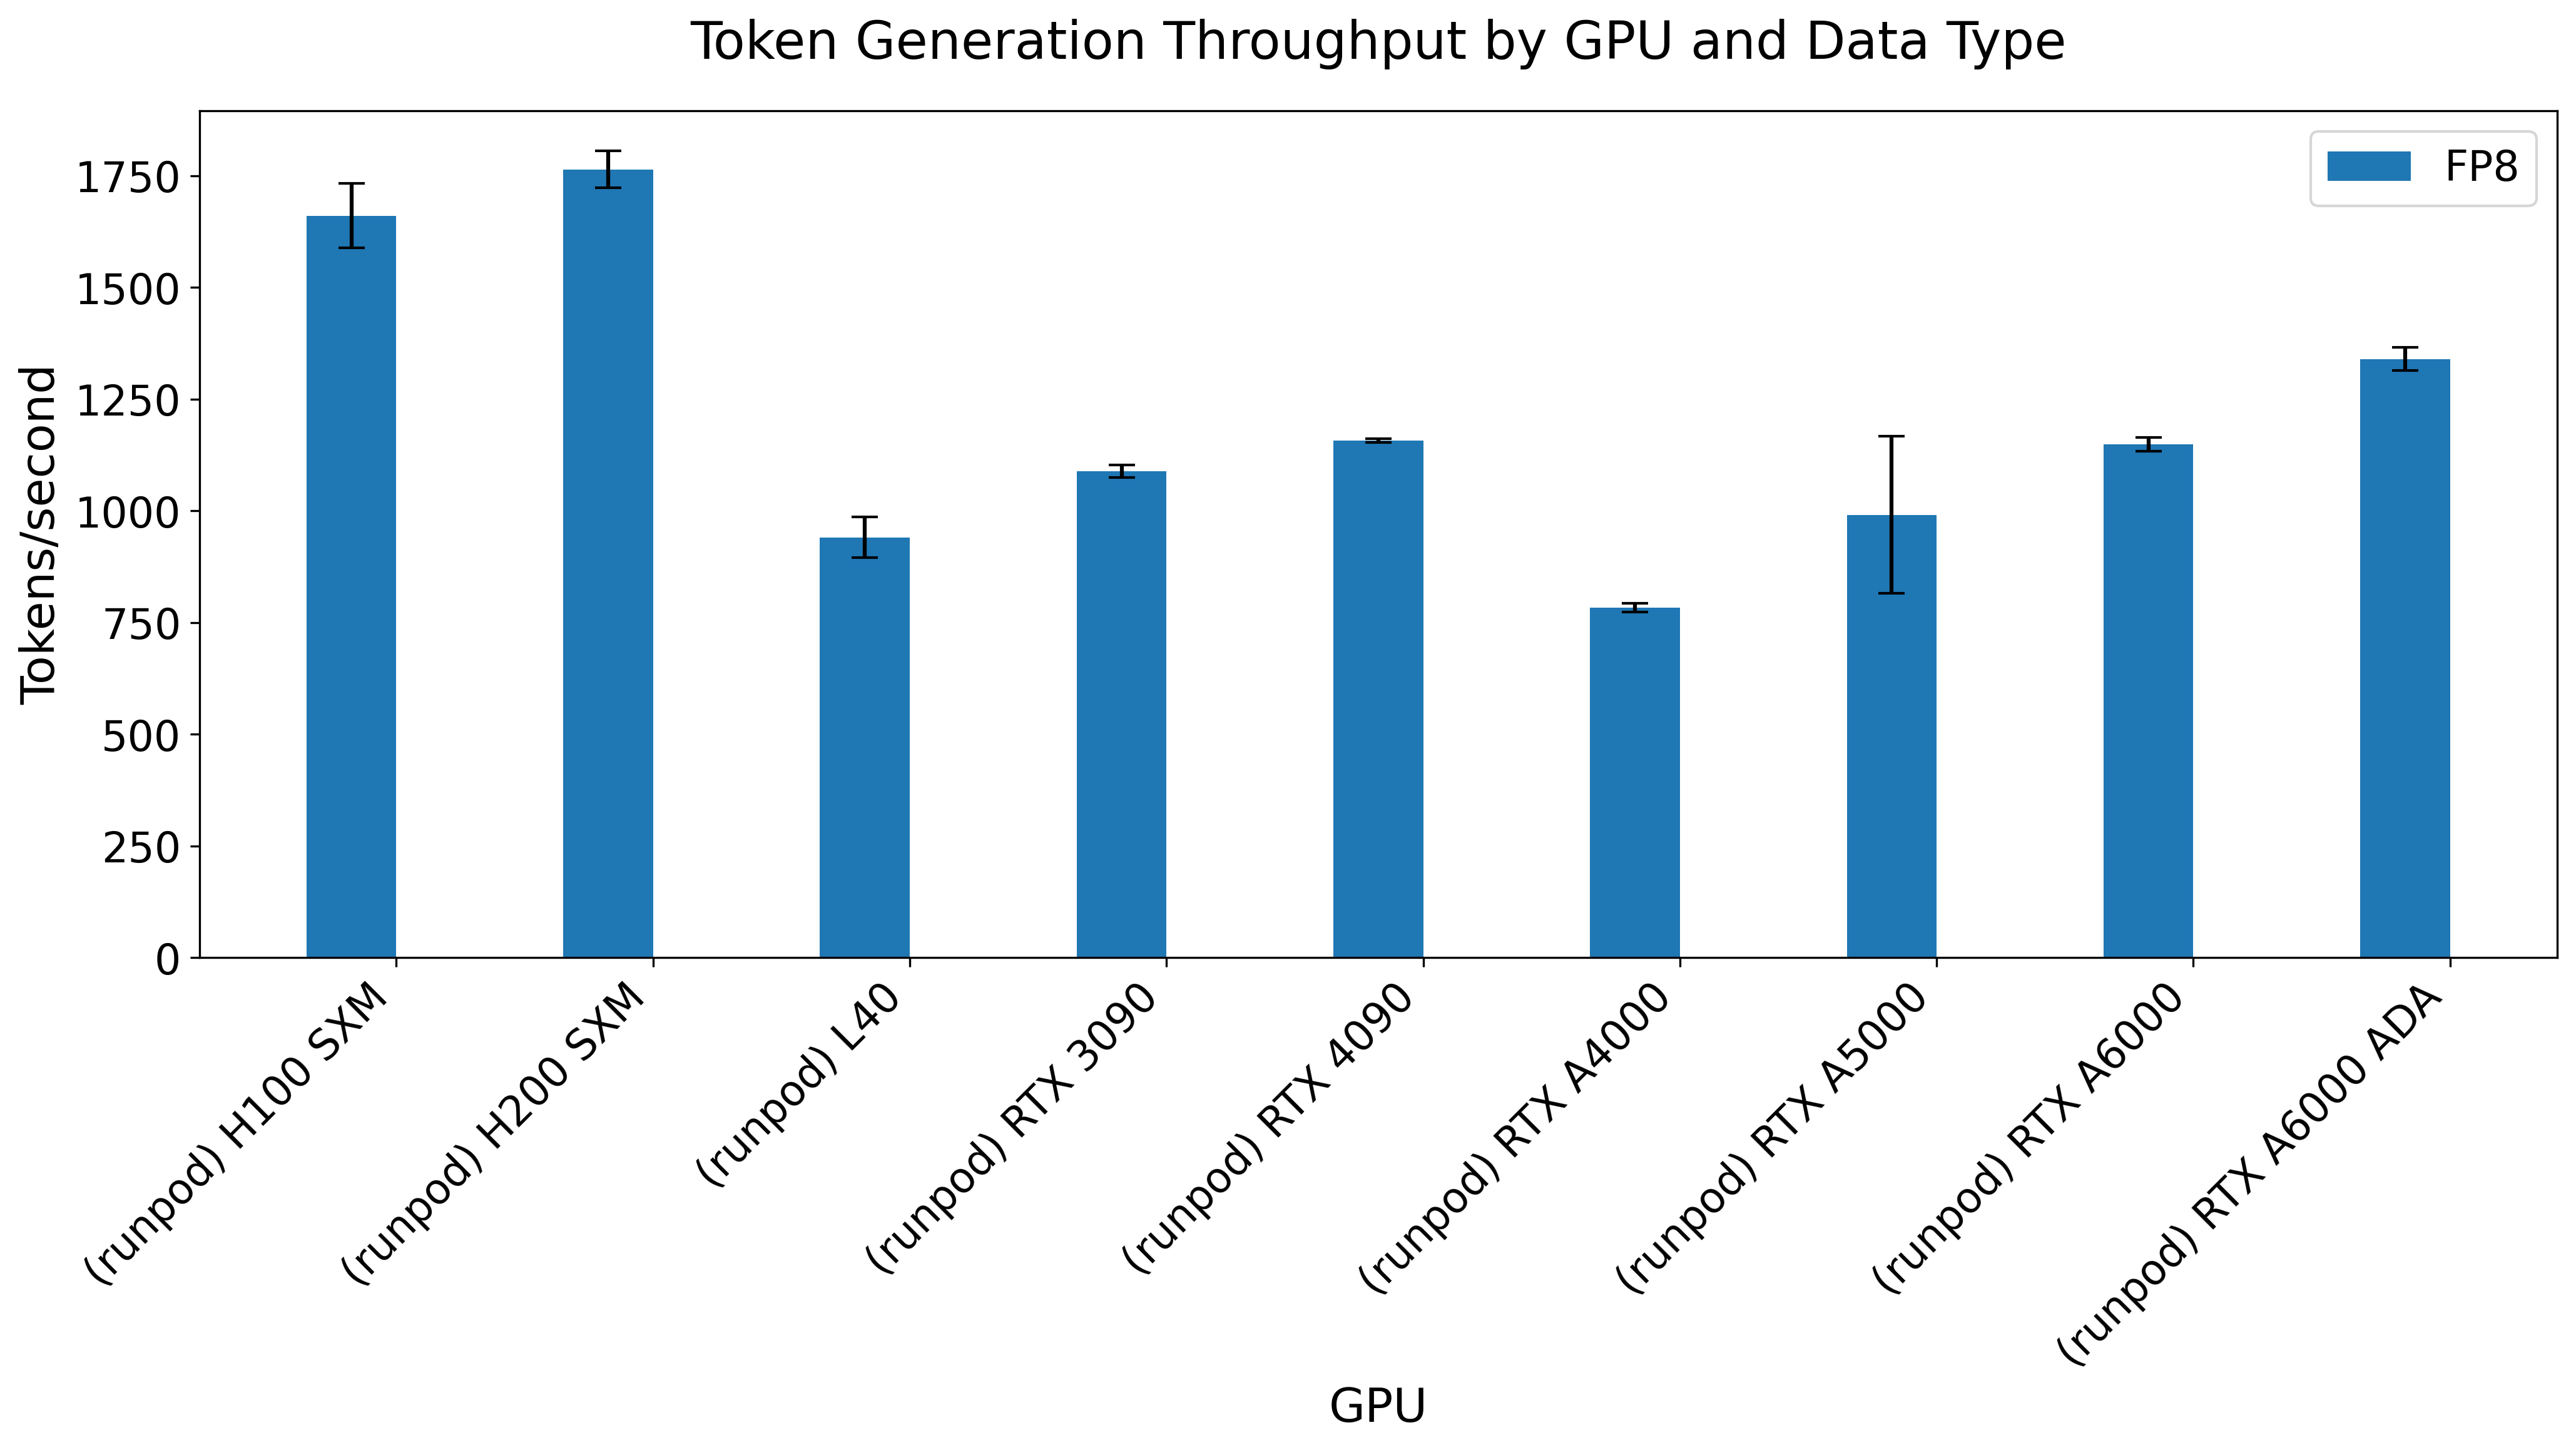 Token Generation Throughput by GPU and Data Type
FP8
Tokens/second
1750
1500
1250
1000
750
500
250
0
(runpod) H100 SXM
(runpod) H200 SXM
(runpod) L40
(runpod) RTX 3090
(runpod) RTX 4090
(runpod) RTX A4000
(runpod) RTX A5000
(runpod) RTX A6000
(runpod) RTX A6000 ADA
GPU